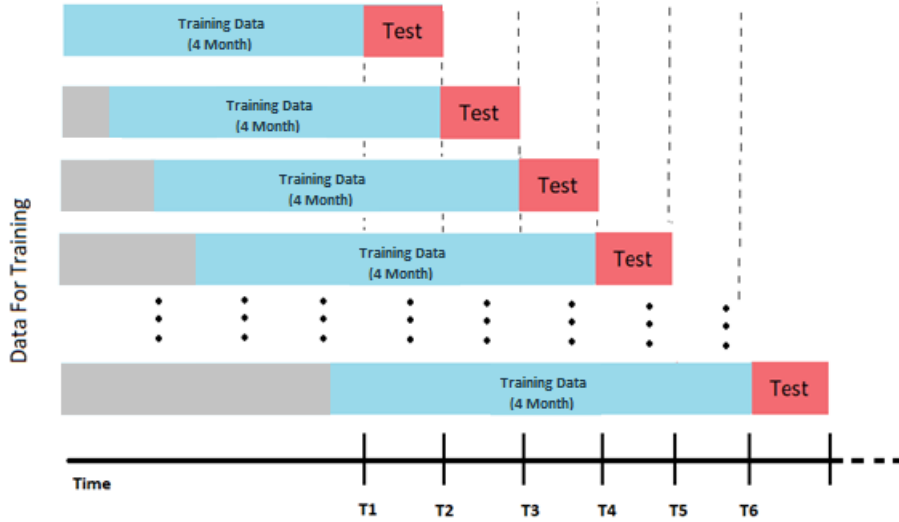 Training Data
(4 Month)
Test
Training Data
(4 Month)
Test
Training Data
(4 Month)
Test
Training Data
(4 Month)
Test
Training Data
(4 Month)
Test
Data For Training
Time
T1
T2
T3
T4
T5
T6